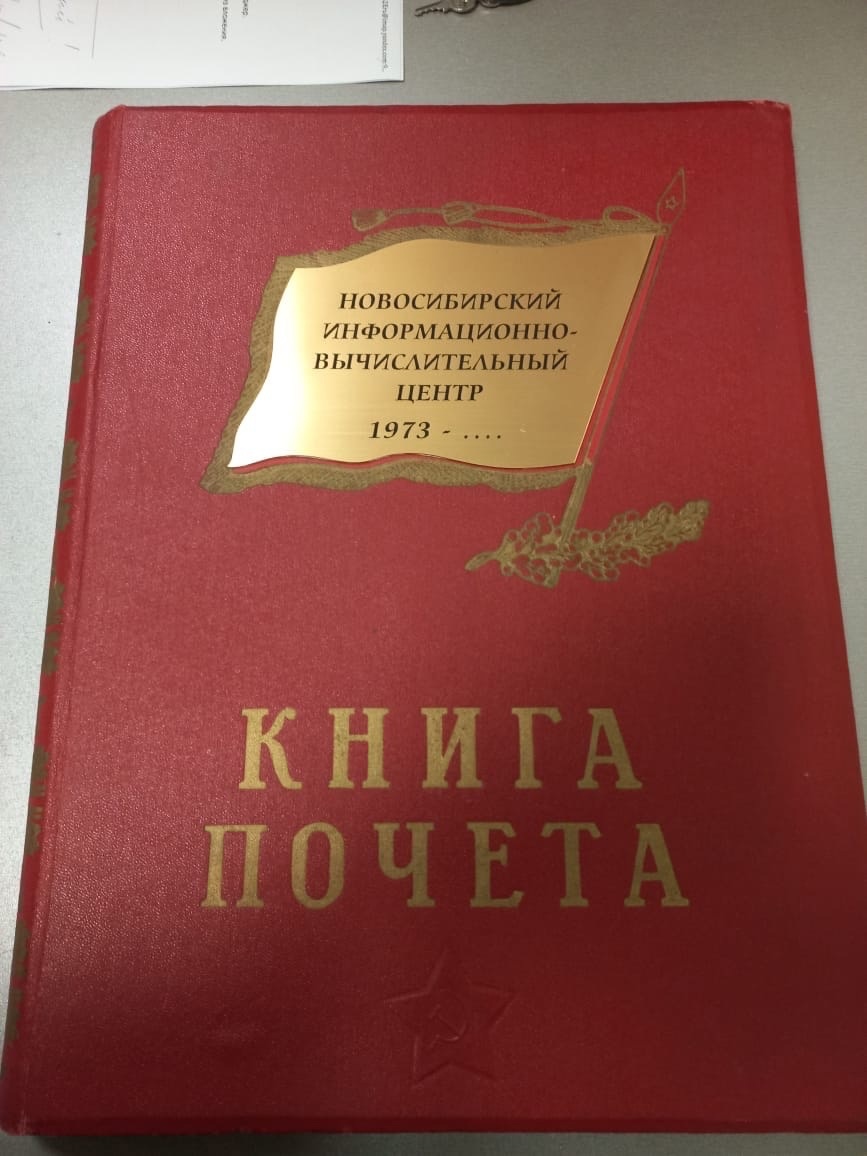 НОВОСИБИРСКИЙ
ИНФОРМАЦИОННО-
ВЫЧИСЛИТЕЛЬНЫЙ
ЦЕНТР
1973 - ....
КНИГА
ПОЧЕТА